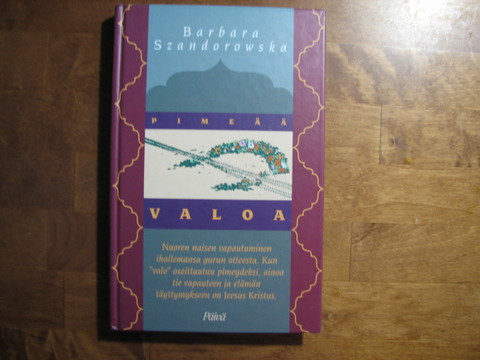 Barbara
Szandorowska
PIMEÄÄ
VALOA
Nuoren naisen vapautuminen
ihailemansa gurun otteesta. Kun
"valo" osoittautuu pimeydeksi, ainoa
tie vapauteen ja elämän
täyttymykseen on Jeesus Kristus.
Päivä